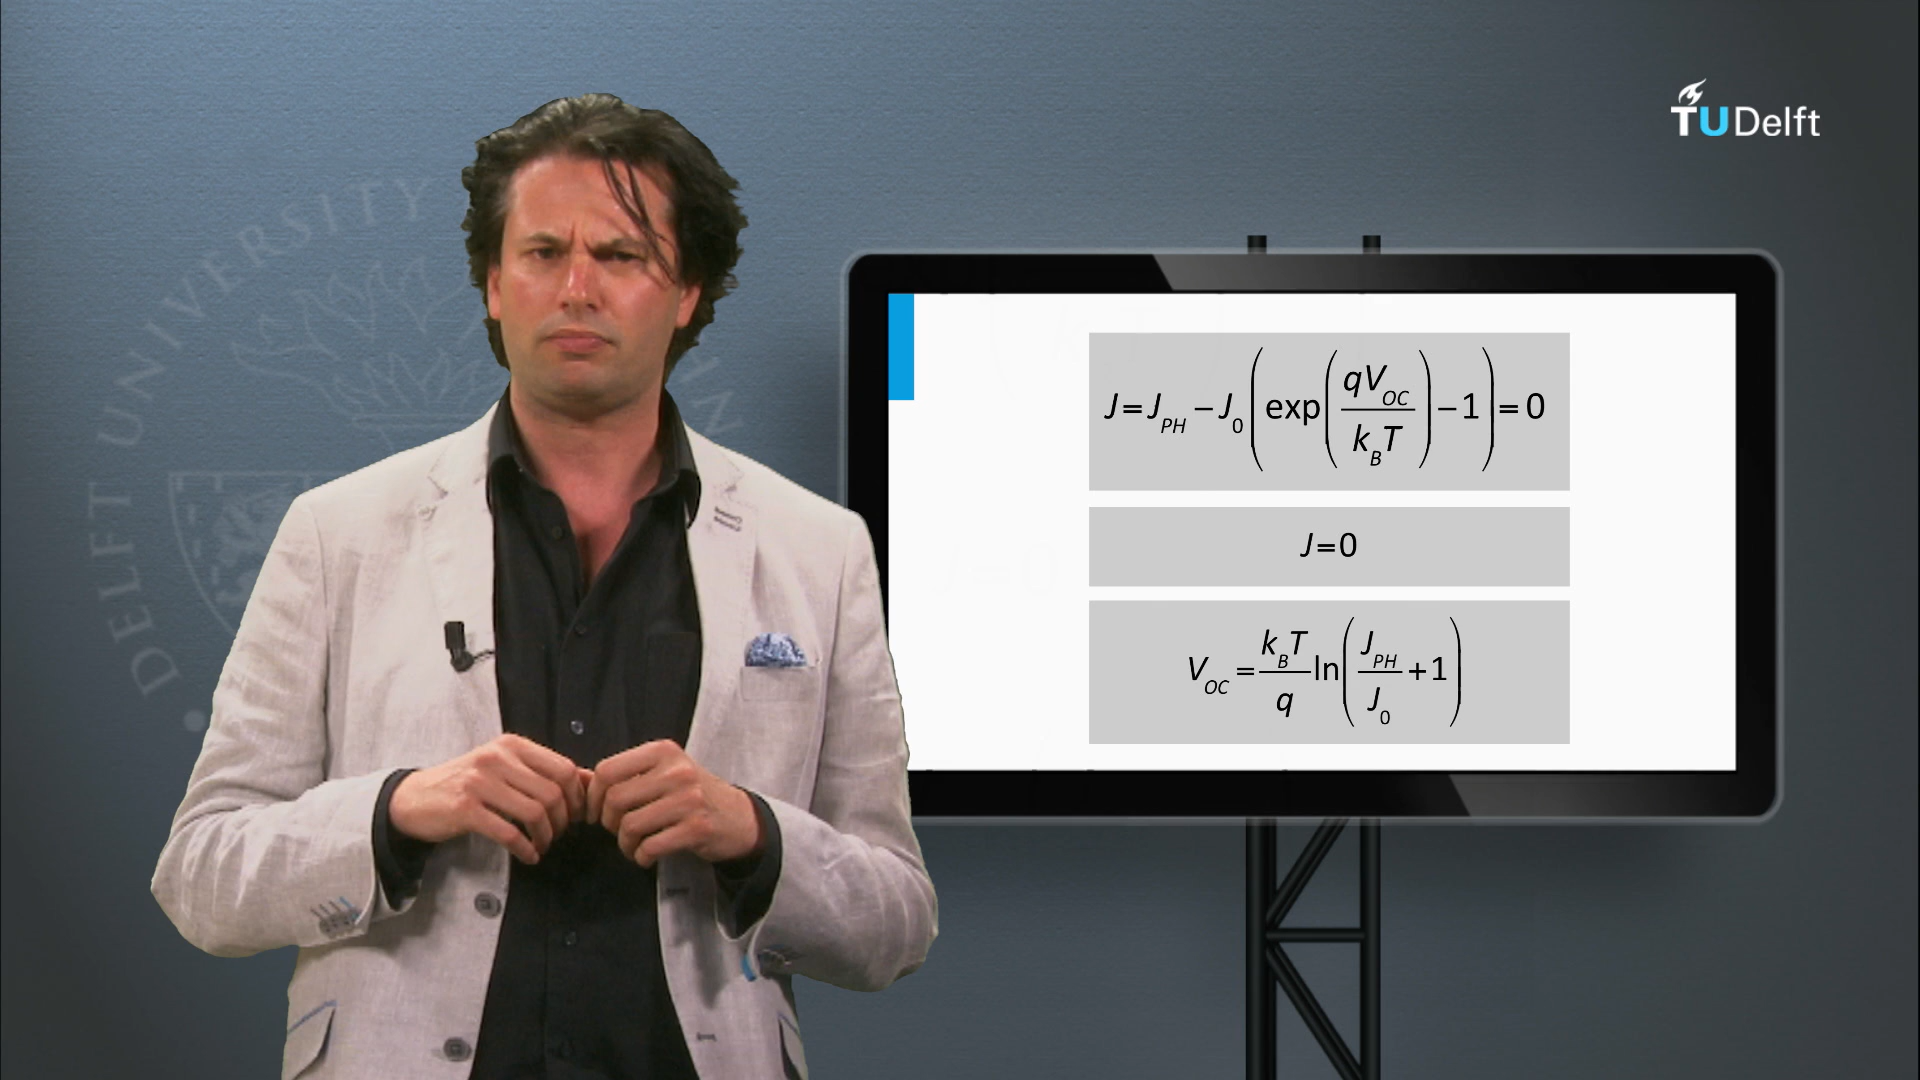 TUDelft
DELFT UNIVERSITY
J=J_PH−J_0(exp(qV_OC/k_BT)−1)=0
J=0
V_OC=k_BT/q ln(J_PH/J_0+1)